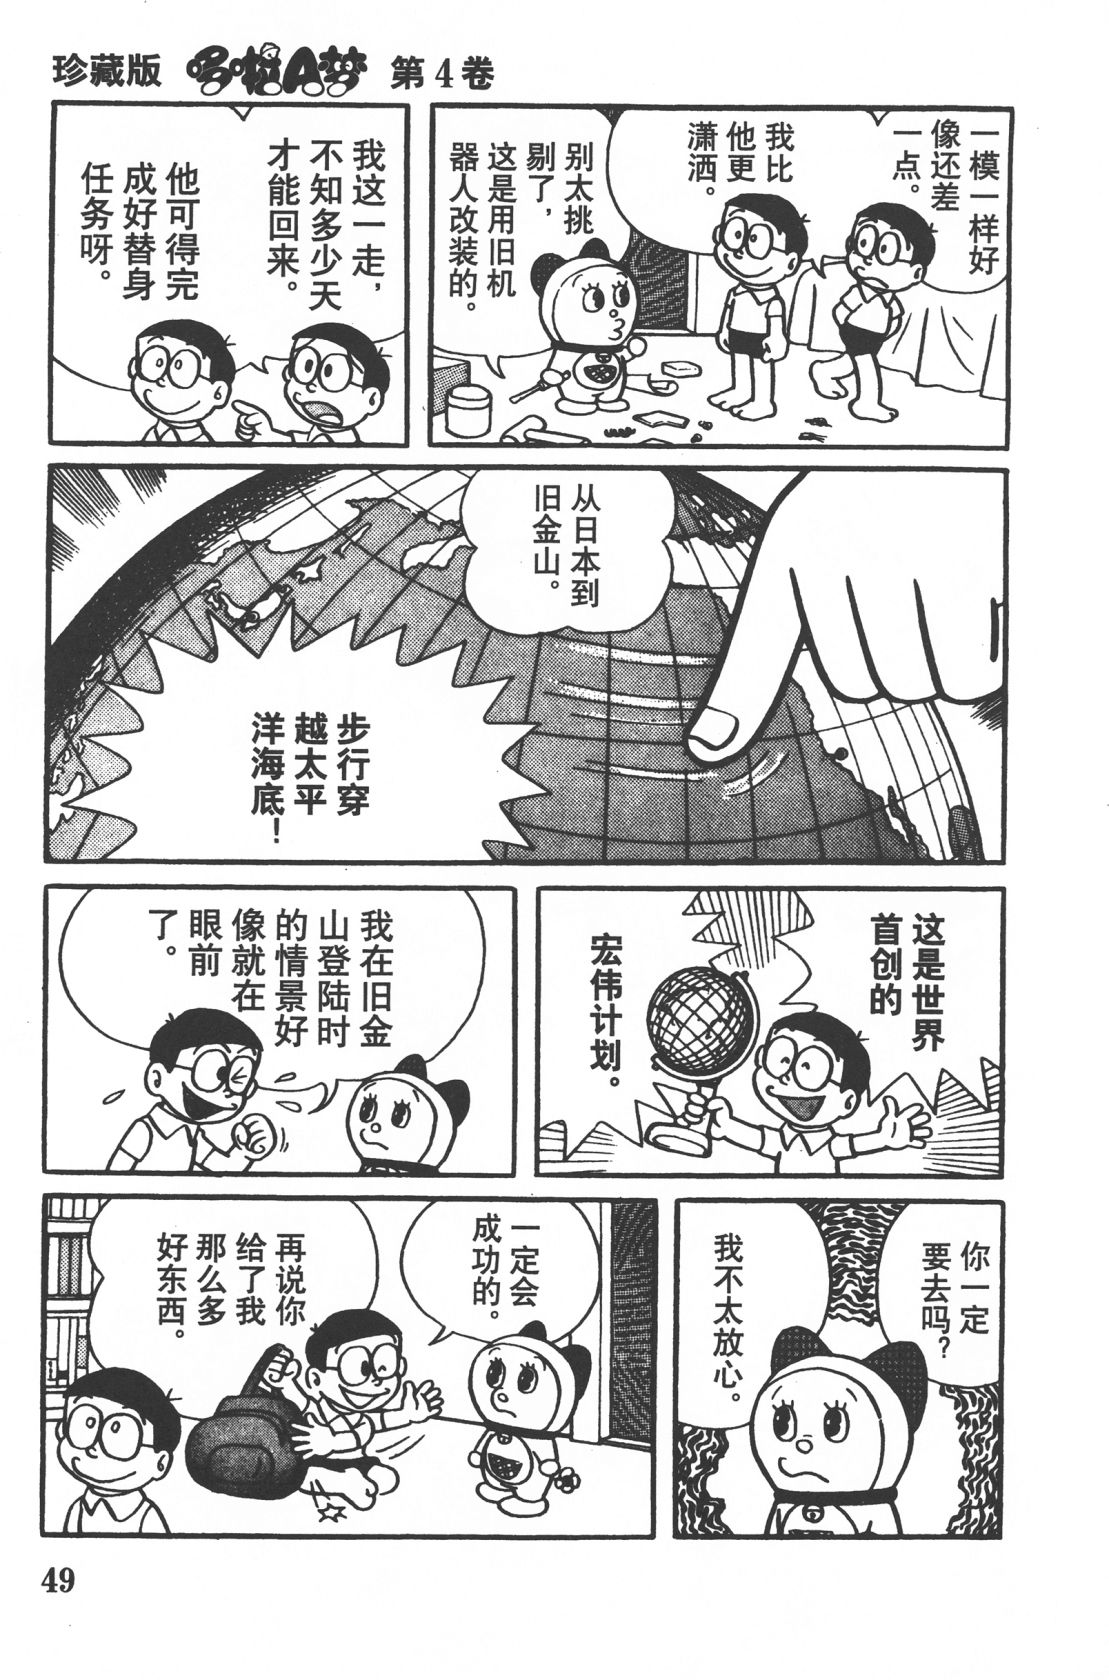 珍藏版 哆啦A梦 第4卷
一模一样好
像还差
一点。
我比
他更
潇洒。
别太挑
剔了，
这是用旧机
器人改装的。
我这一走，
不知多少天
才能回来。
他可得完
成好替身
任务呀。
从日本到
旧金山。
步行穿
越太平
洋海底！
这是世界
首创的
宏伟计划。
我在旧金
山登陆时
的情景好
像就在
眼前
了。
你一定
要去吗？
我不太放心。
一定会
成功的。
再说你
给了我
那么多
好东西。
49